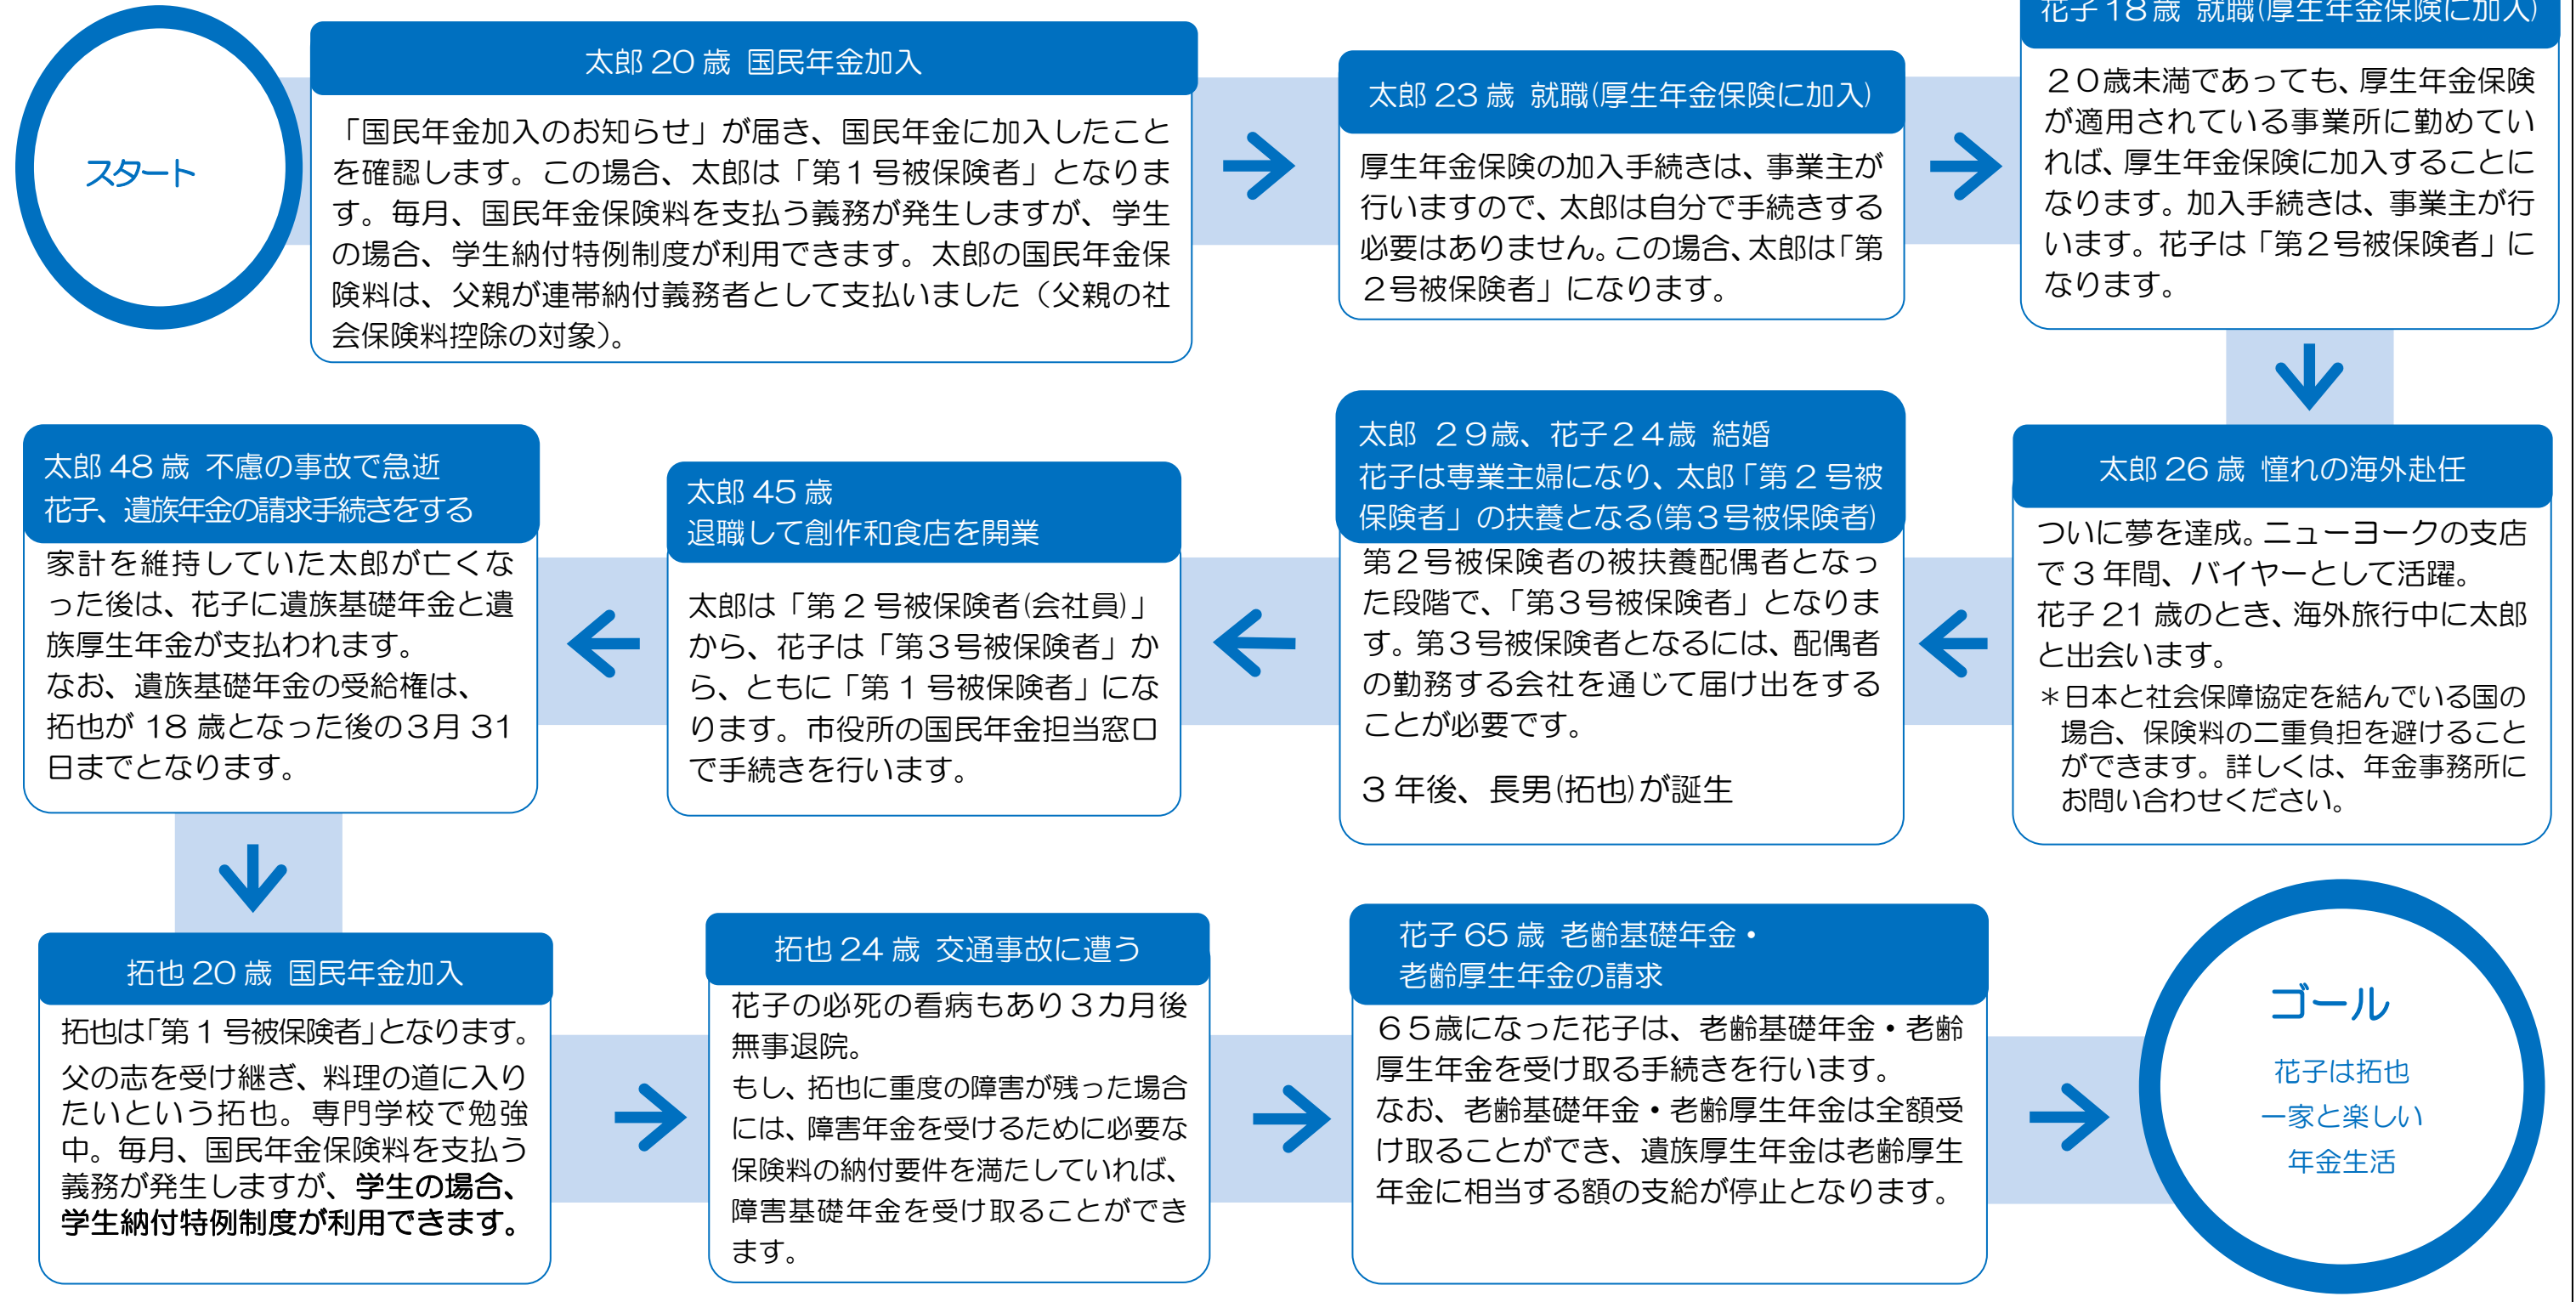 スタート
太郎 20 歳 国民年金加入
「国民年金加入のお知らせ」が届き、国民年金に加入したこと
を確認します。この場合、太郎は「第１号被保険者」となりま
す。毎月、国民年金保険料を支払う義務が発生しますが、学生
の場合、学生納付特例制度が利用できます。太郎の国民年金保
険料は、父親が連帯納付義務者として支払いました（父親の社
会保険料控除の対象）。
太郎 23 歳 就職(厚生年金保険に加入)
厚生年金保険の加入手続きは、事業主が
行いますので、太郎は自分で手続きする
必要はありません。この場合、太郎は「第
２号被保険者」になります。
花子 18 歳 就職(厚生年金保険に加入)
２０歳未満であっても、厚生年金保険
が適用されている事業所に勤めてい
れば、厚生年金保険に加入することに
なります。加入手続きは、事業主が行
います。花子は「第２号被保険者」に
なります。
太郎 26 歳 憧れの海外赴任
ついに夢を達成。ニューヨークの支店
で 3 年間、バイヤーとして活躍。
花子 21 歳のとき、海外旅行中に太郎
と出会います。
＊日本と社会保障協定を結んでいる国の
場合、保険料の二重負担を避けること
ができます。詳しくは、年金事務所に
お問い合わせください。
太郎 ２９歳、花子２４歳 結婚
花子は専業主婦になり、太郎「第 2 号被
保険者」の扶養となる(第３号被保険者)
第２号被保険者の被扶養配偶者となっ
た段階で、「第３号被保険者」となりま
す。第３号被保険者となるには、配偶者
の勤務する会社を通じて届け出をする
ことが必要です。
3 年後、長男(拓也)が誕生
太郎 45 歳
退職して創作和食店を開業
太郎は「第 2 号被保険者(会社員)」
から、花子は「第３号被保険者」か
ら、ともに「第 1 号被保険者」にな
ります。市役所の国民年金担当窓口
で手続きを行います。
太郎 48 歳 不慮の事故で急逝
花子、遺族年金の請求手続きをする
家計を維持していた太郎が亡くな
った後は、花子に遺族基礎年金と遺
族厚生年金が支払われます。
なお、遺族基礎年金の受給権は、
拓也が 18 歳となった後の３月 31
日までとなります。
拓也 20 歳 国民年金加入
拓也は「第 1 号被保険者」となります。
父の志を受け継ぎ、料理の道に入り
たいという拓也。専門学校で勉強
中。毎月、国民年金保険料を支払う
義務が発生しますが、学生の場合、
学生納付特例制度が利用できます。
拓也 24 歳 交通事故に遭う
花子の必死の看病もあり３カ月後
無事退院。
もし、拓也に重度の障害が残った場合
には、障害年金を受けるために必要な
保険料の納付要件を満たしていれば、
障害基礎年金を受け取ることができ
ます。
花子 65 歳 老齢基礎年金・
老齢厚生年金の請求
６５歳になった花子は、老齢基礎年金・老齢
厚生年金を受け取る手続きを行います。
なお、老齢基礎年金・老齢厚生年金は全額受
け取ることができ、遺族厚生年金は老齢厚生
年金に相当する額の支給が停止となります。
ゴール
花子は拓也
一家と楽しい
年金生活